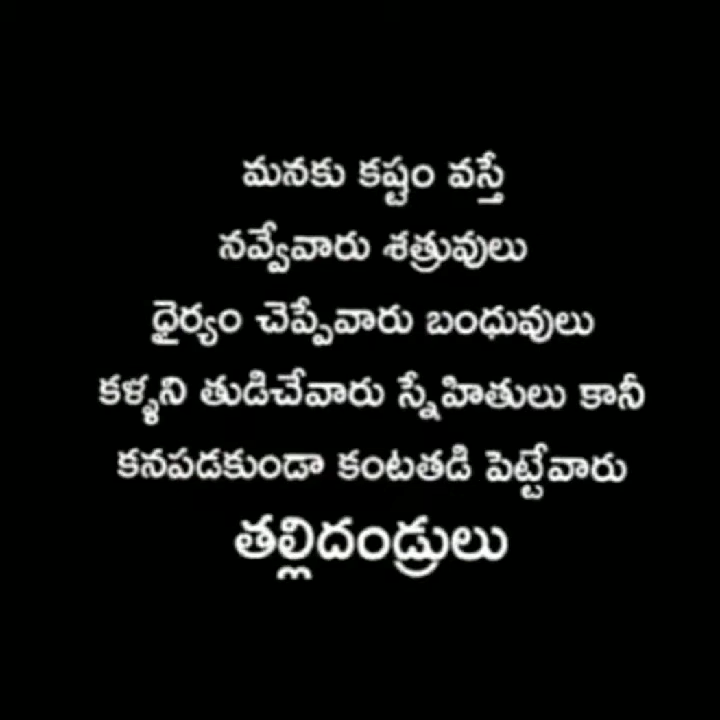 మనకు కష్టం వస్తే
నవ్వేవారు శత్రువులు
ధైర్యం చెప్పేవారు బంధువులు
కళ్ళని తుడిచేవారు స్నేహితులు కానీ
కనపడకుండా కంటతడి పెట్టేవారు
తల్లిదండ్రులు